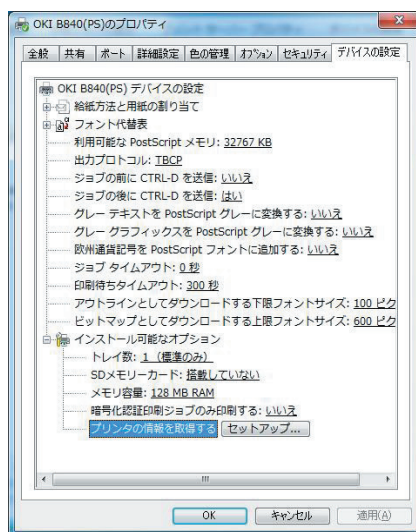 OKI B840(PS)のプロパティ
全般 共有 ポート 詳細設定 色の管理 オプション セキュリティ デバイスの設定
OKI B840(PS) デバイスの設定
給紙方法と用紙の割り当て
フォント代替表
利用可能な PostScript メモリ: 32767 KB
出力プロトコル: TBCP
ジョブの前に CTRL-D を送信: いいえ
ジョブの後に CTRL-D を送信: はい
グレー テキストを PostScript グレーに変換する: いいえ
グレー グラフィックスを PostScript グレーに変換する: いいえ
欧州通貨記号を PostScript フォントに追加する: いいえ
ジョブ タイムアウト: 0 秒
印刷待ちタイムアウト: 300 秒
アウトラインとしてダウンロードする下限フォントサイズ: 100 ピク
ビットマップとしてダウンロードする上限フォントサイズ: 600 ピク
インストール可能なオプション
トレイ数: 1 (標準のみ)
SDメモリーカード: 搭載していない
メモリ容量: 128 MB RAM
暗号化認証印刷ジョブのみ印刷する: いいえ
プリンタの情報を取得する セットアップ...
OK キャンセル 適用(A)